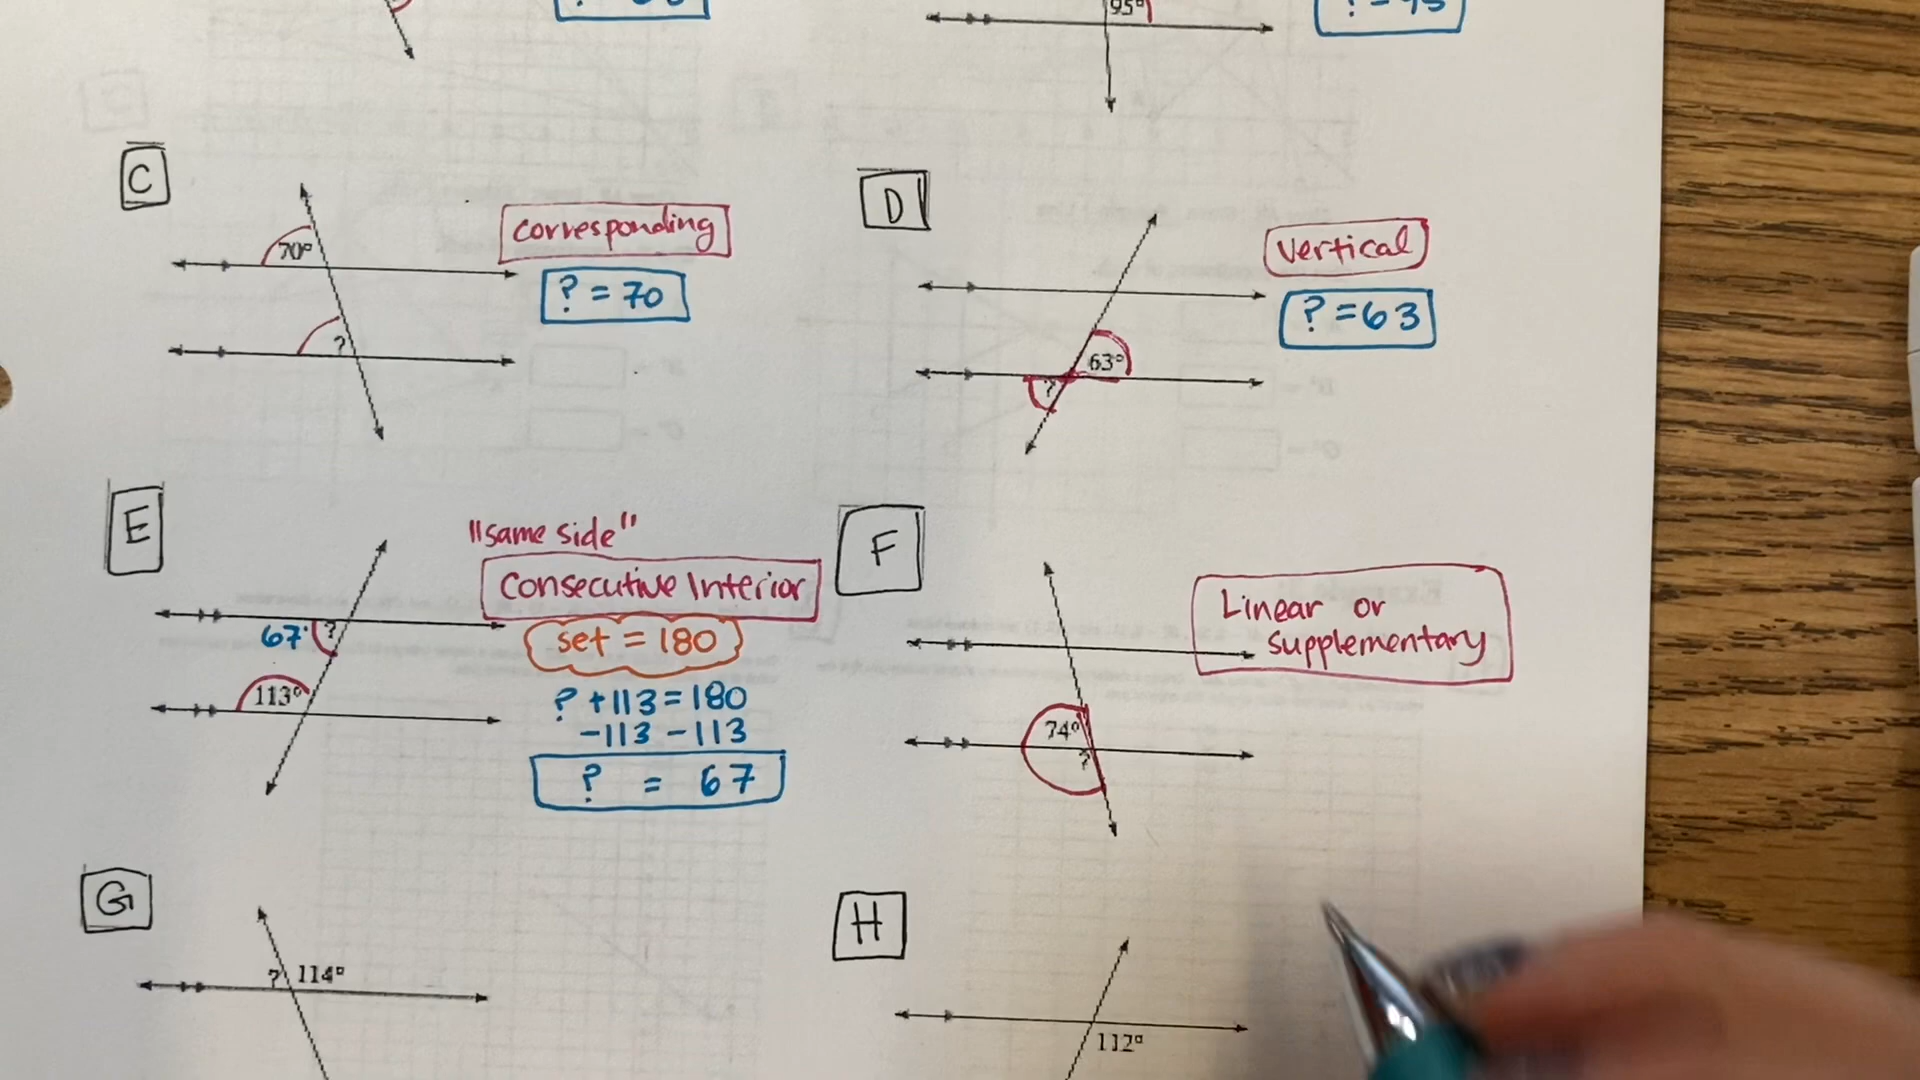 95°
C
70°
?
corresponding
? = 70
D
63°
?
Vertical
? = 63
E
67°
?
113°
"same side"
Consecutive Interior
set = 180
? + 113 = 180
-113 -113
? = 67
F
74°
?
Linear or
supplementary
G
? 114°
H
112°